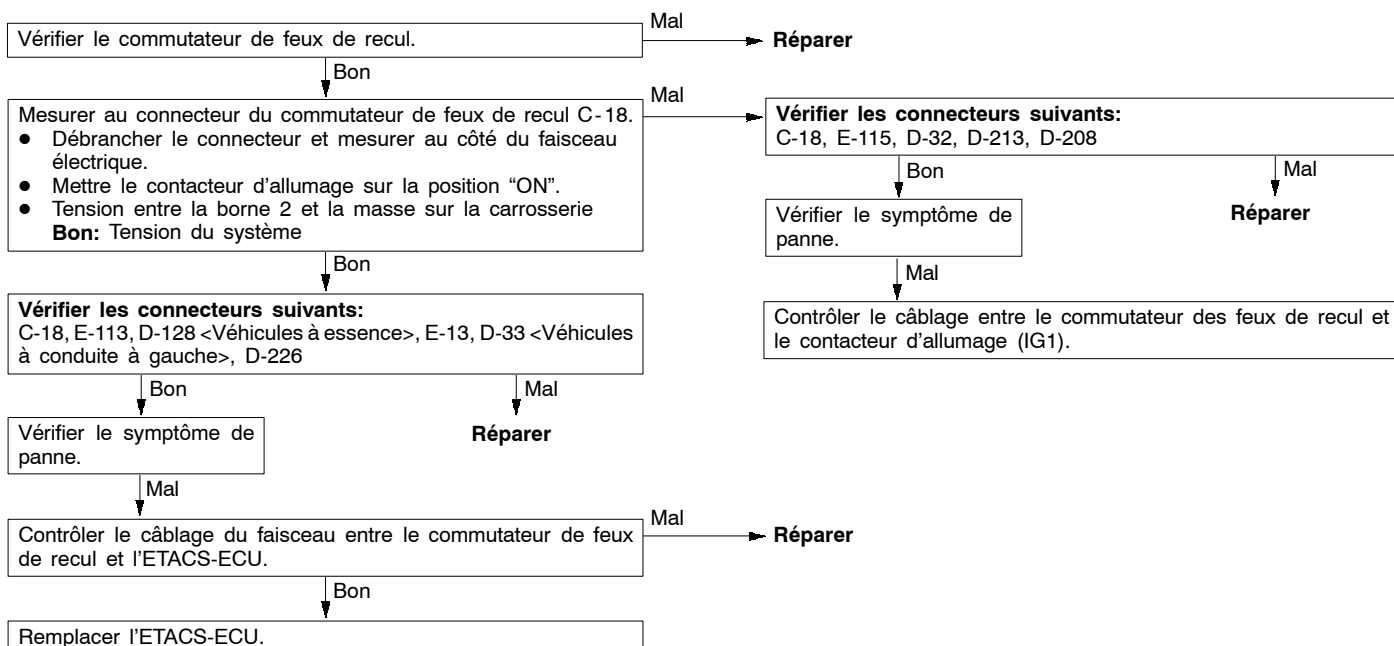 Vérifier le commutateur de feux de recul.
Mal
Réparer
Bon
Mesurer au connecteur du commutateur de feux de recul C-18.
● Débrancher le connecteur et mesurer au côté du faisceau
électrique.
● Mettre le contacteur d'allumage sur la position “ON”.
● Tension entre la borne 2 et la masse sur la carrosserie
Bon: Tension du système
Mal
Vérifier les connecteurs suivants:
C-18, E-115, D-32, D-213, D-208
Bon
Mal
Vérifier le symptôme de
panne.
Réparer
Mal
Contrôler le câblage entre le commutateur des feux de recul et
le contacteur d'allumage (IG1).
Bon
Vérifier les connecteurs suivants:
C-18, E-113, D-128 <Véhicules à essence>, E-13, D-33 <Véhicules
à conduite à gauche>, D-226
Bon
Mal
Vérifier le symptôme de
panne.
Réparer
Mal
Contrôler le câblage du faisceau entre le commutateur de feux
de recul et l'ETACS-ECU.
Mal
Réparer
Bon
Remplacer l'ETACS-ECU.